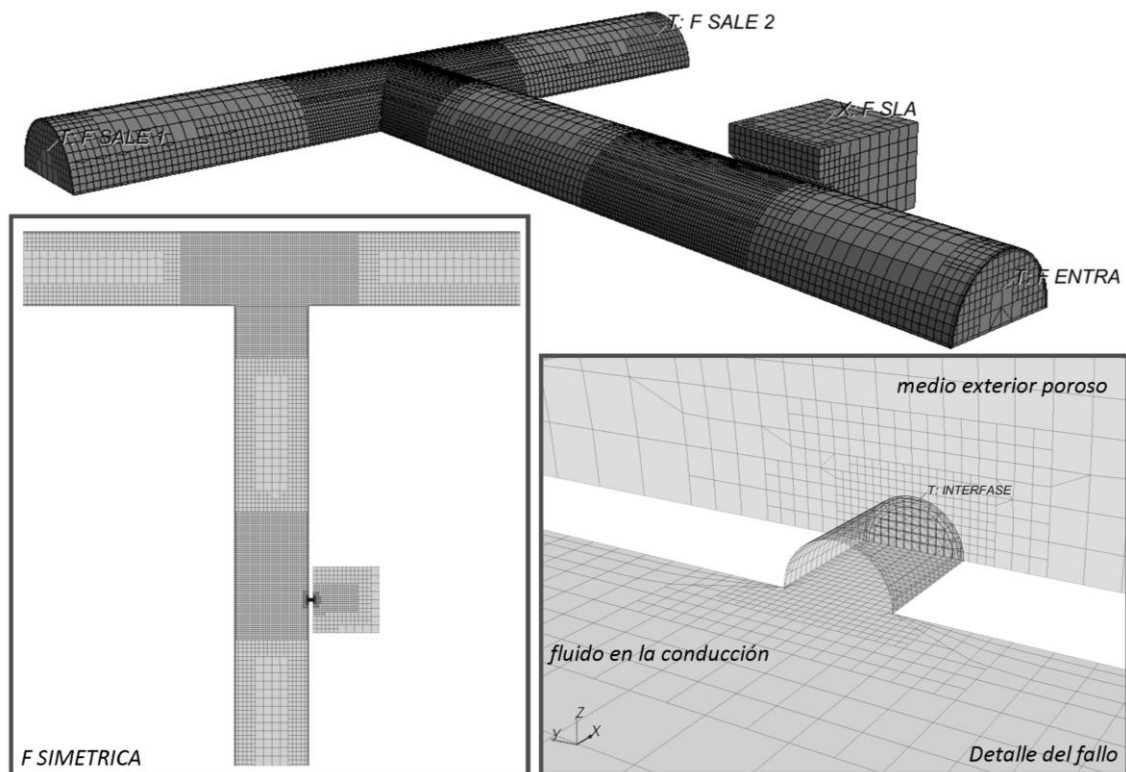 T: F SALE 2
X: F SLA
T: F SALE 1
T: F ENTRA
medio exterior poroso
T: INTERFASE
fluido en la conducción
Z
Y
X
F SIMETRICA
Detalle del fallo